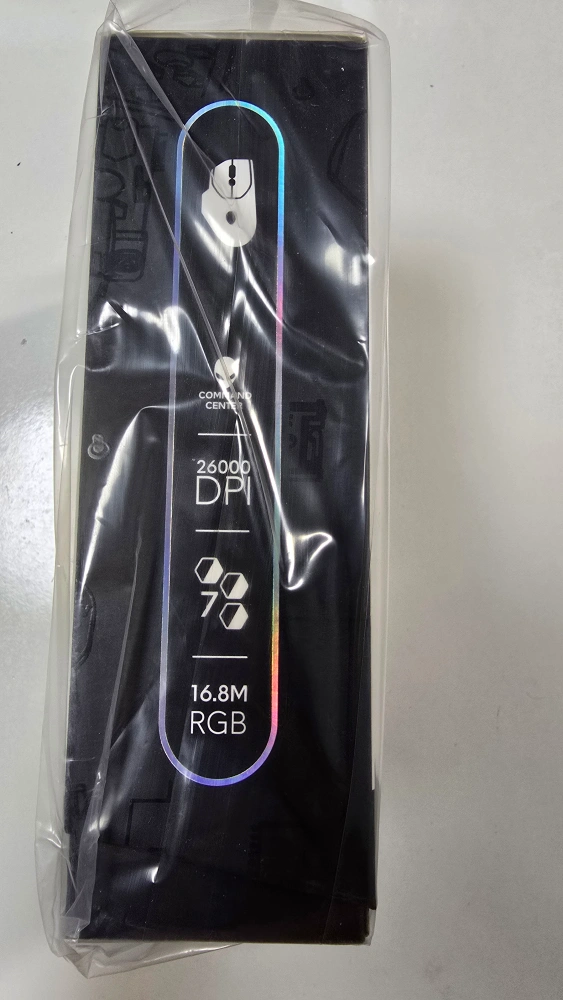 COMMAND
CENTER
26000
DPI
7
16.8M
RGB